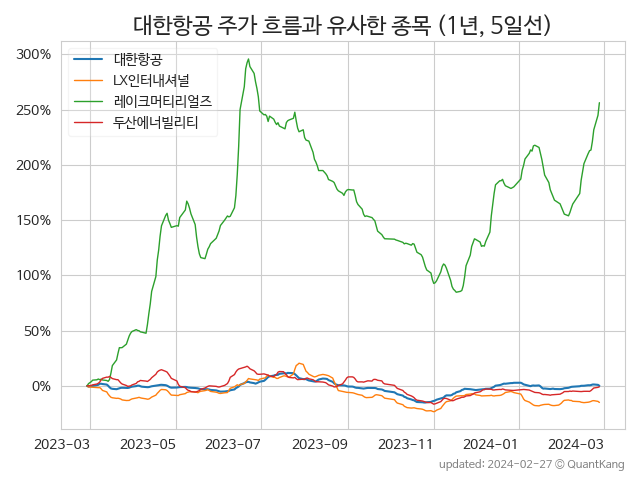 대한항공 주가 흐름과 유사한 종목 (1년, 5일선)
대한항공
LX인터내셔널
레이크머티리얼즈
두산에너빌리티
300%
250%
200%
150%
100%
50%
0%
2023-03 2023-05 2023-07 2023-09 2023-11 2024-01 2024-03
updated: 2024-02-27 © QuantKang